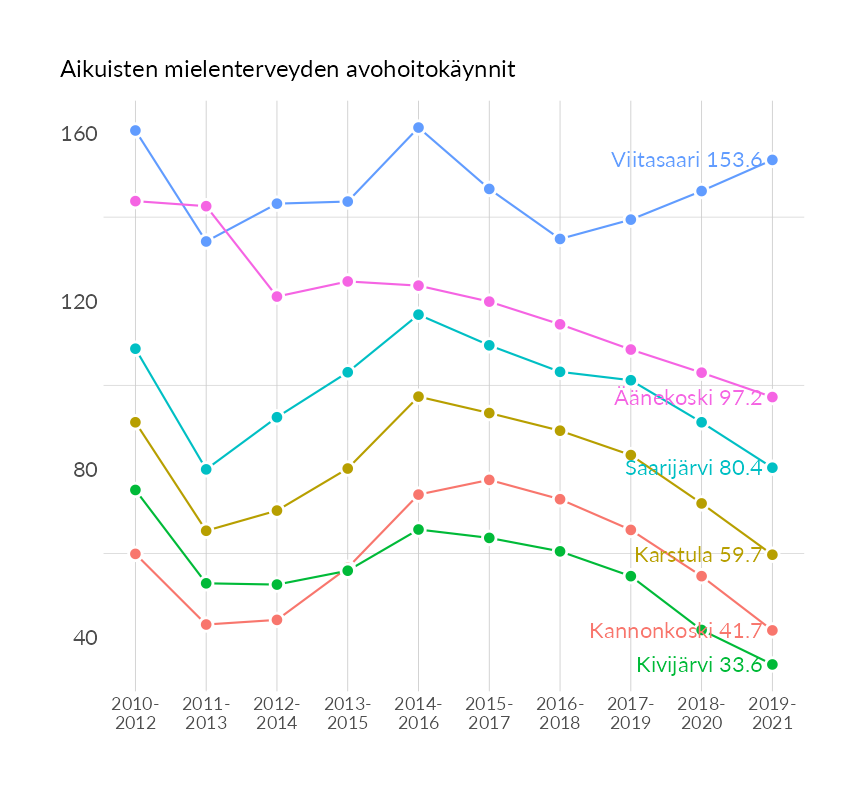 Aikuisten mielenterveyden avohoitokäynnit
160
Viitasaari 153.6
120
Äänekoski 97.2
80
Saarijärvi 80.4
Karstula 59.7
40
Kannonkoski 41.7
Kivijärvi 33.6
2010- 2011- 2012- 2013- 2014- 2015- 2016- 2017- 2018- 2019-
2012 2013 2014 2015 2016 2017 2018 2019 2020 2021